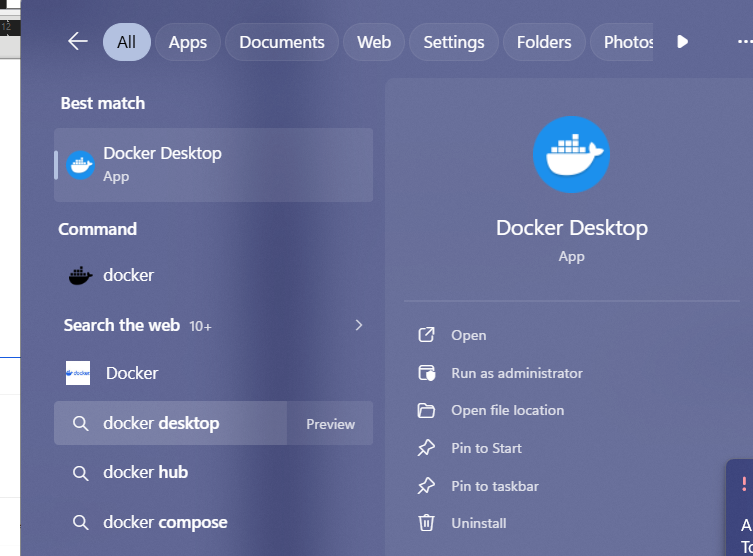 12
All
Apps
Documents
Web
Settings
Folders
Photos
Best match
Docker Desktop
App
Command
docker
Search the web 10+
Docker
docker desktop
Preview
docker hub
docker compose
Docker Desktop
App
Open
Run as administrator
Open file location
Pin to Start
Pin to taskbar
Uninstall
!
A
To